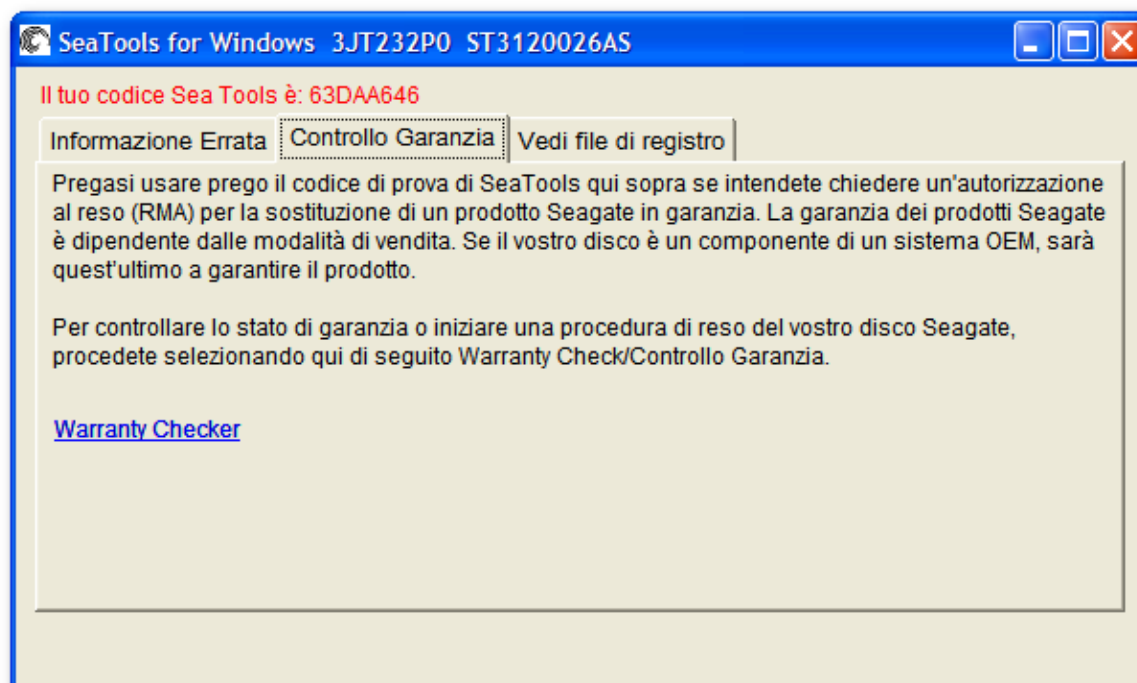 SeaTools for Windows 3JT232P0 ST3120026AS
Il tuo codice Sea Tools è: 63DAA646
Informazione Errata Controllo Garanzia Vedi file di registro
Pregasi usare prego il codice di prova di SeaTools qui sopra se intendete chiedere un'autorizzazione
al reso (RMA) per la sostituzione di un prodotto Seagate in garanzia. La garanzia dei prodotti Seagate
è dipendente dalle modalità di vendita. Se il vostro disco è un componente di un sistema OEM, sarà
quest'ultimo a garantire il prodotto.
Per controllare lo stato di garanzia o iniziare una procedura di reso del vostro disco Seagate,
procedete selezionando qui di seguito Warranty Check/Controllo Garanzia.
Warranty Checker